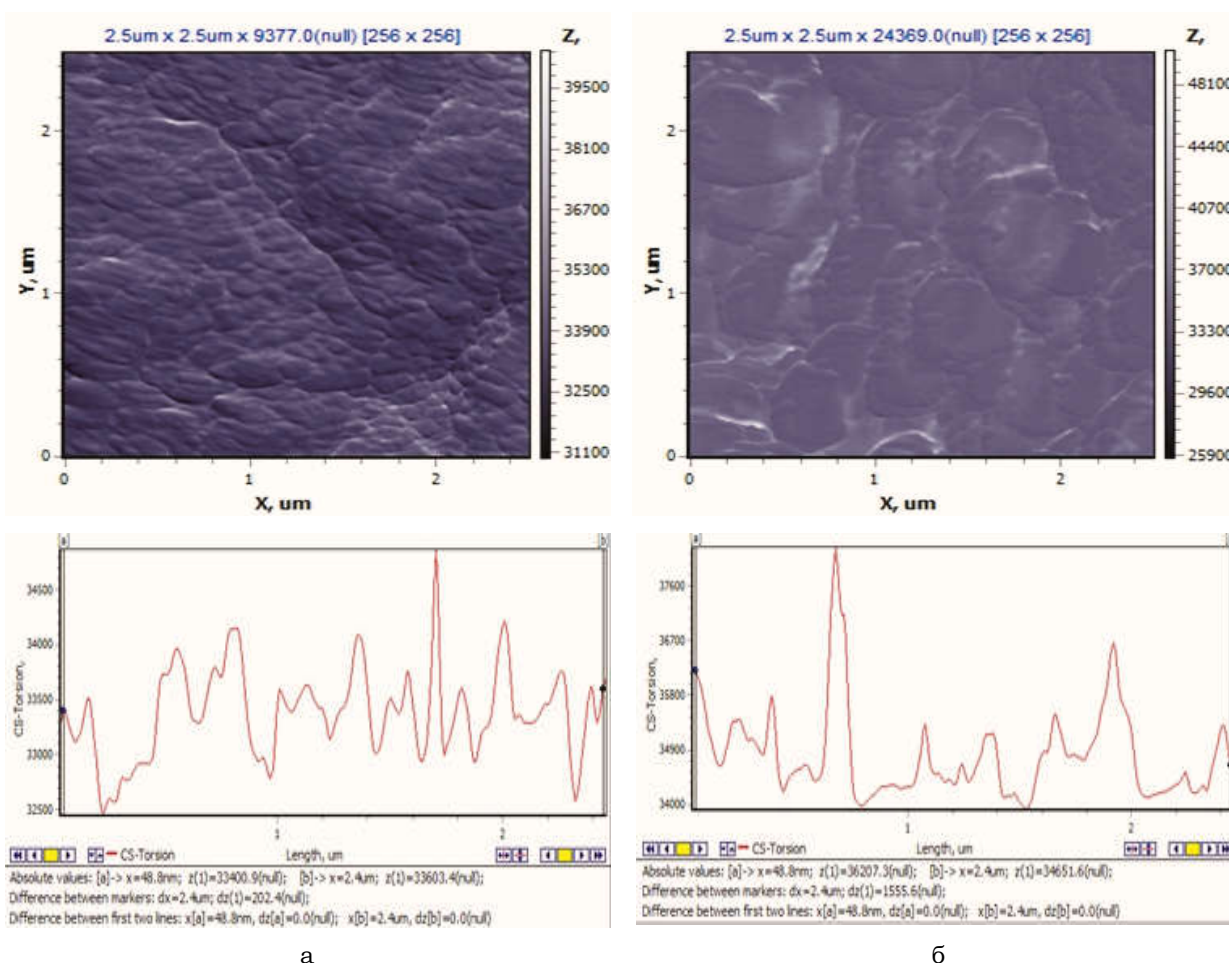 2.5um x 2.5um x 9377.0(null) [256 x 256]
Z,
39500
38100
36700
35300
33900
32500
31100
2
1
0
Y, um
0
1
2
X, um
2.5um x 2.5um x 24369.0(null) [256 x 256]
Z,
48100
44400
40700
37000
33300
29600
25900
2
1
0
Y, um
0
1
2
X, um
a
b
34500
34000
33500
33000
32500
CS-Torsion,
1
2
CS-Torsion
Length, um
Absolute values: [a]-> x=48.8nm; z(1)=33400.9(null); [b]-> x=2.4um; z(1)=33603.4(null);
Difference between markers: dx=2.4um; dz(1)=202.4(null);
Difference between first two lines: x[a]=48.8nm, dz[a]=0.0(null); x[b]=2.4um, dz[b]=0.0(null)
a
37600
36700
35800
34900
34000
CS-Torsion,
1
2
CS-Torsion
Length, um
Absolute values: [a]-> x=48.8nm; z(1)=36207.3(null); [b]-> x=2.4um; z(1)=34651.6(null);
Difference between markers: dx=2.4um; dz(1)=1555.6(null);
Difference between first two lines: x[a]=48.8nm, dz[a]=0.0(null); x[b]=2.4um, dz[b]=0.0(null)
а
б